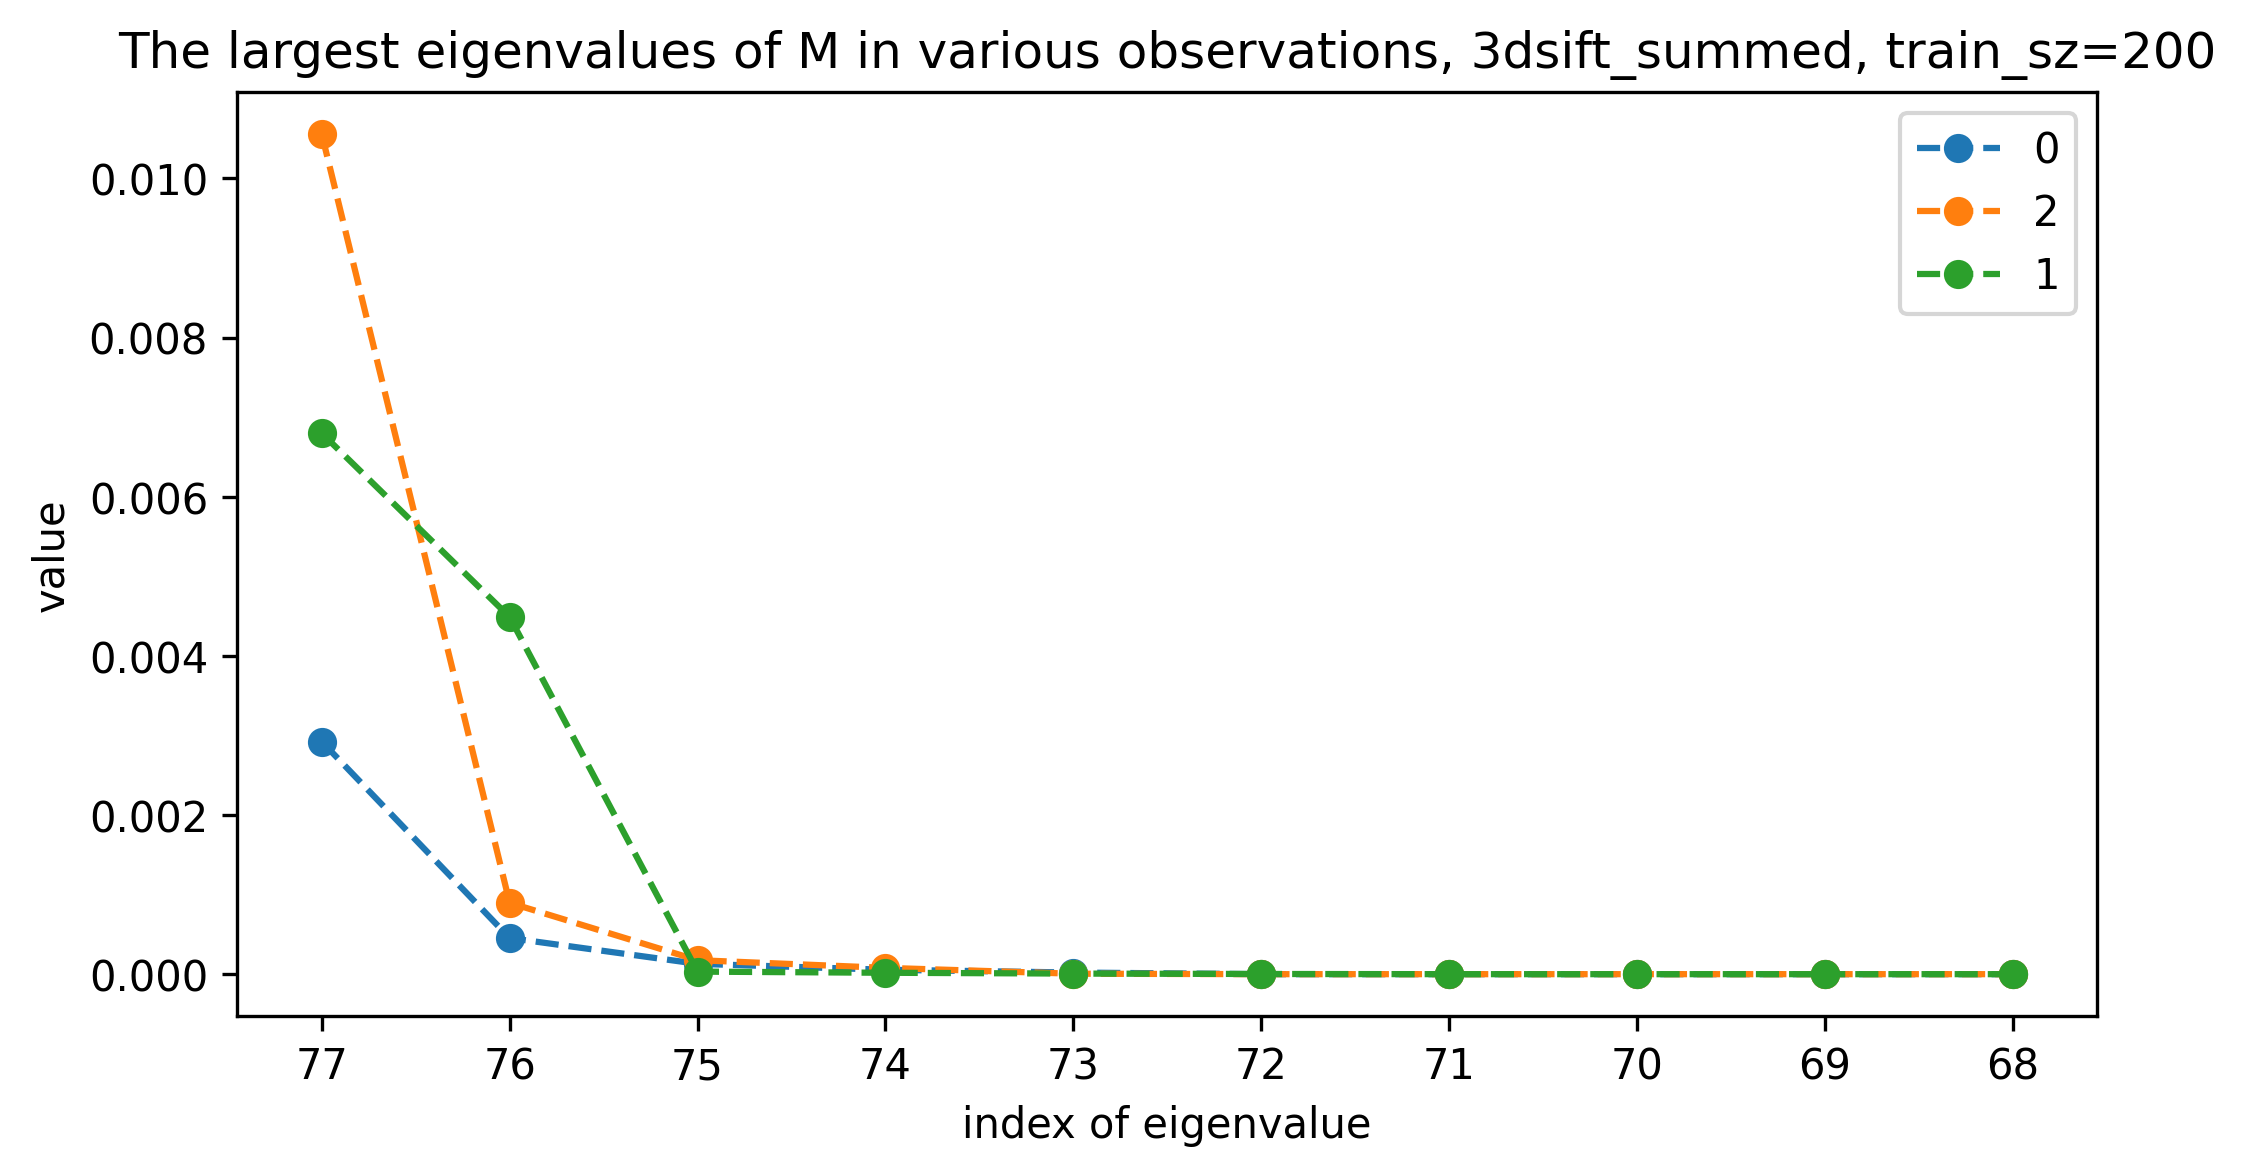 The largest eigenvalues of M in various observations, 3dsift_summed, train_sz=200
0
2
1
0.010
0.008
0.006
0.004
0.002
0.000
value
77 76 75 74 73 72 71 70 69 68
index of eigenvalue